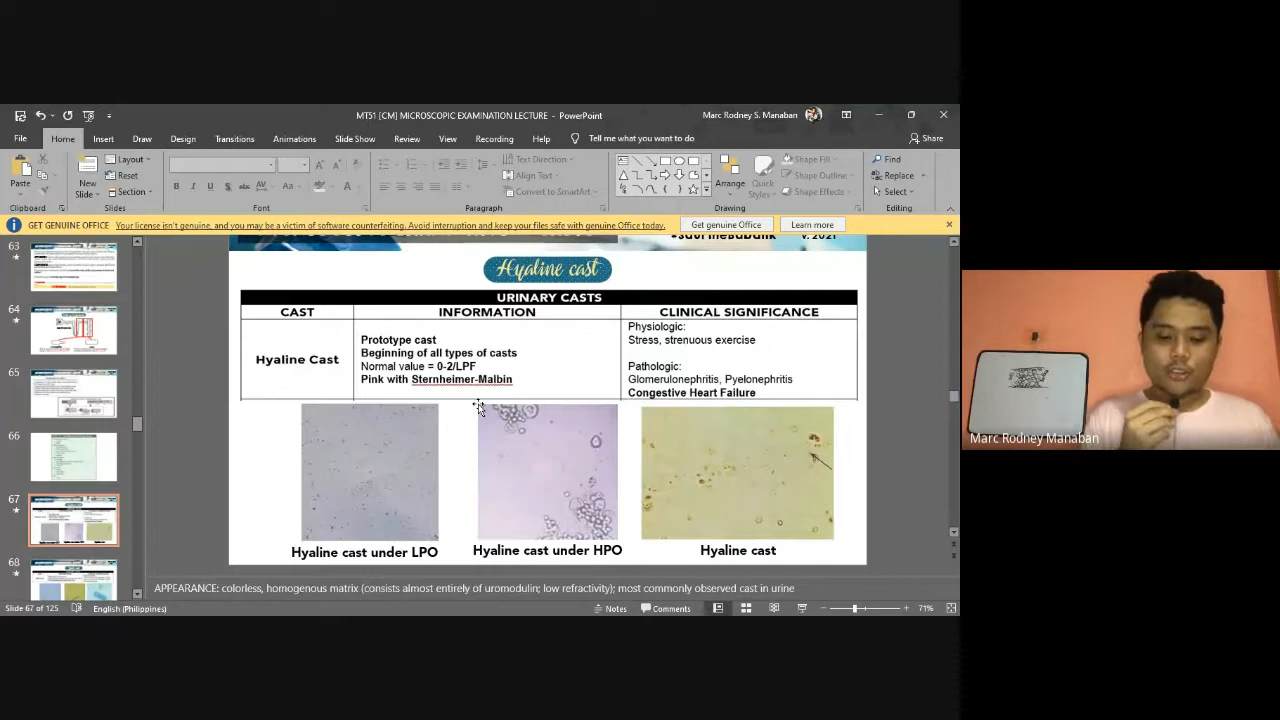 MT51 [CM] MICROSCOPIC EXAMINATION LECTURE - PowerPoint
Marc Rodney S. Manaban
File Home Insert Draw Design Transitions Animations Slide Show Review View Recording Help Tell me what you want to do Share
Paste
New Slide
Layout
Reset
Section
Text Direction
Align Text
Convert to SmartArt
Arrange
Quick Styles
Shape Fill
Shape Outline
Shape Effects
Find
Replace
Select
Clipboard Slides Font Paragraph Drawing Editing
GET GENUINE OFFICE Your license isn't genuine, and you may be a victim of software counterfeiting. Avoid interruption and keep your files safe with genuine Office today. Get genuine Office Learn more
63
64
65
66
67
68
v. 2021
Hyaline cast
URINARY CASTS
CAST INFORMATION CLINICAL SIGNIFICANCE
Hyaline Cast
Prototype cast
Beginning of all types of casts
Normal value = 0-2/LPF
Pink with Sternheimer-Malbin
Physiologic:
Stress, strenuous exercise
Pathologic:
Glomerulonephritis, Pyelonephritis
Congestive Heart Failure
Hyaline cast under LPO
Hyaline cast under HPO
Hyaline cast
APPEARANCE: colorless, homogenous matrix (consists almost entirely of uromodulin; low refractivity); most commonly observed cast in urine
Slide 67 of 125 English (Philippines) Notes Comments 71%
Marc Rodney Manaban